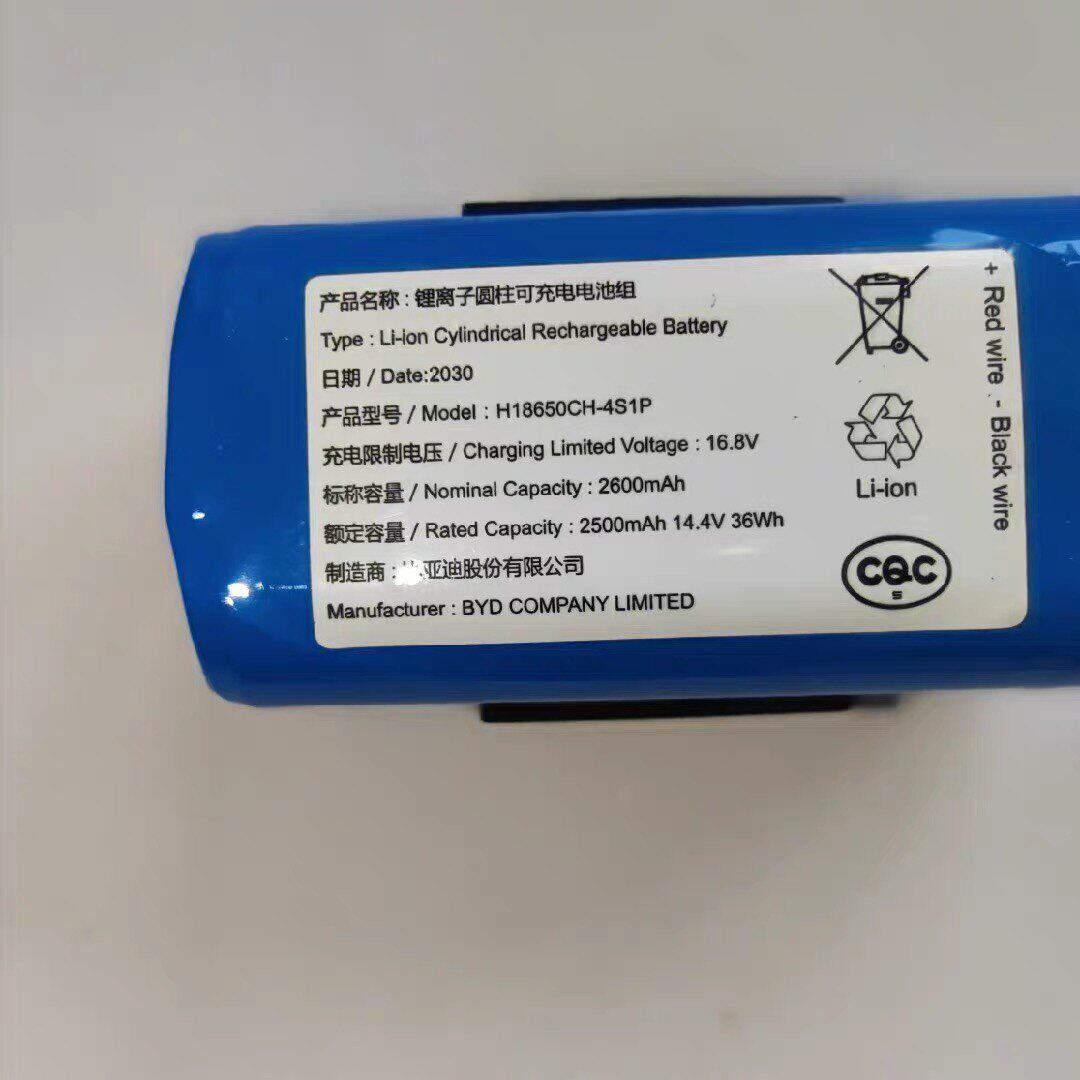 产品名称 : 锂离子圆柱可充电电池组
Type : Li-ion Cylindrical Rechargeable Battery
日期 / Date:2030
产品型号 / Model : H18650CH-4S1P
充电限制电压 / Charging Limited Voltage : 16.8V
标称容量 / Nominal Capacity : 2600mAh
额定容量 / Rated Capacity : 2500mAh 14.4V 36Wh
制造商 : 比亚迪股份有限公司
Manufacturer : BYD COMPANY LIMITED
Li-ion
CQC
S
+ Red wire - Black wire